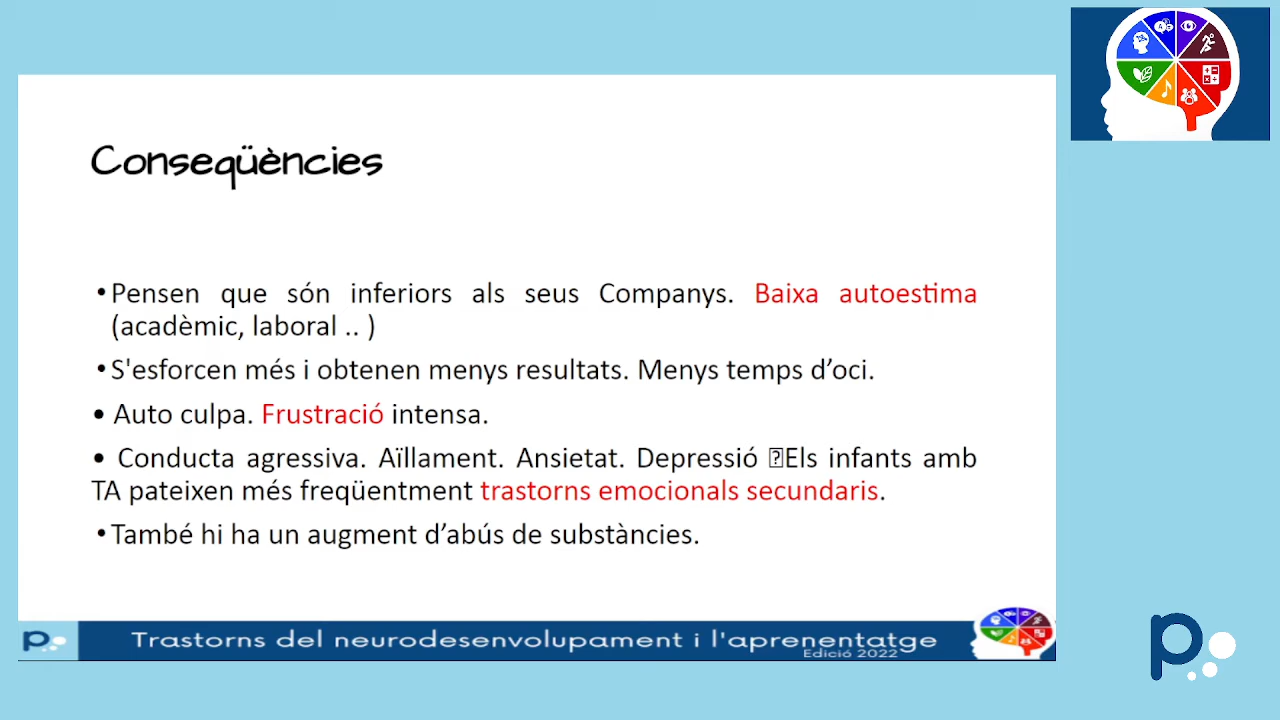 Conseqüències
•Pensen que són inferiors als seus Companys. Baixa autoestima
(acadèmic, laboral .. )
•S'esforcen més i obtenen menys resultats. Menys temps d’oci.
• Auto culpa. Frustració intensa.
• Conducta agressiva. Aïllament. Ansietat. Depressió Els infants amb
TA pateixen més freqüentment trastorns emocionals secundaris.
•També hi ha un augment d’abús de substàncies.
p
Trastorns del neurodesenvolupament i l'aprenentatge
Edició 2022
p